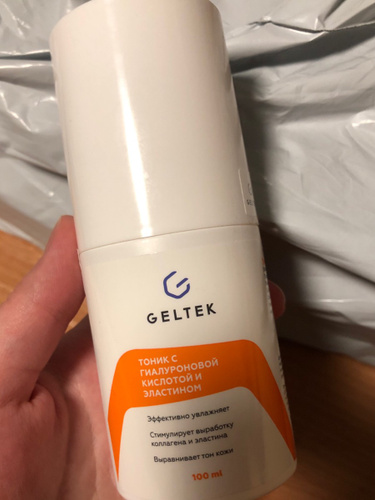 GELTEK
ТОНИК С
ГИАЛУРОНОВОЙ
КИСЛОТОЙ И
ЭЛАСТИНОМ
Эффективно увлажняет
Стимулирует выработку
коллагена и эластина
Выравнивает тон кожи
100 ml